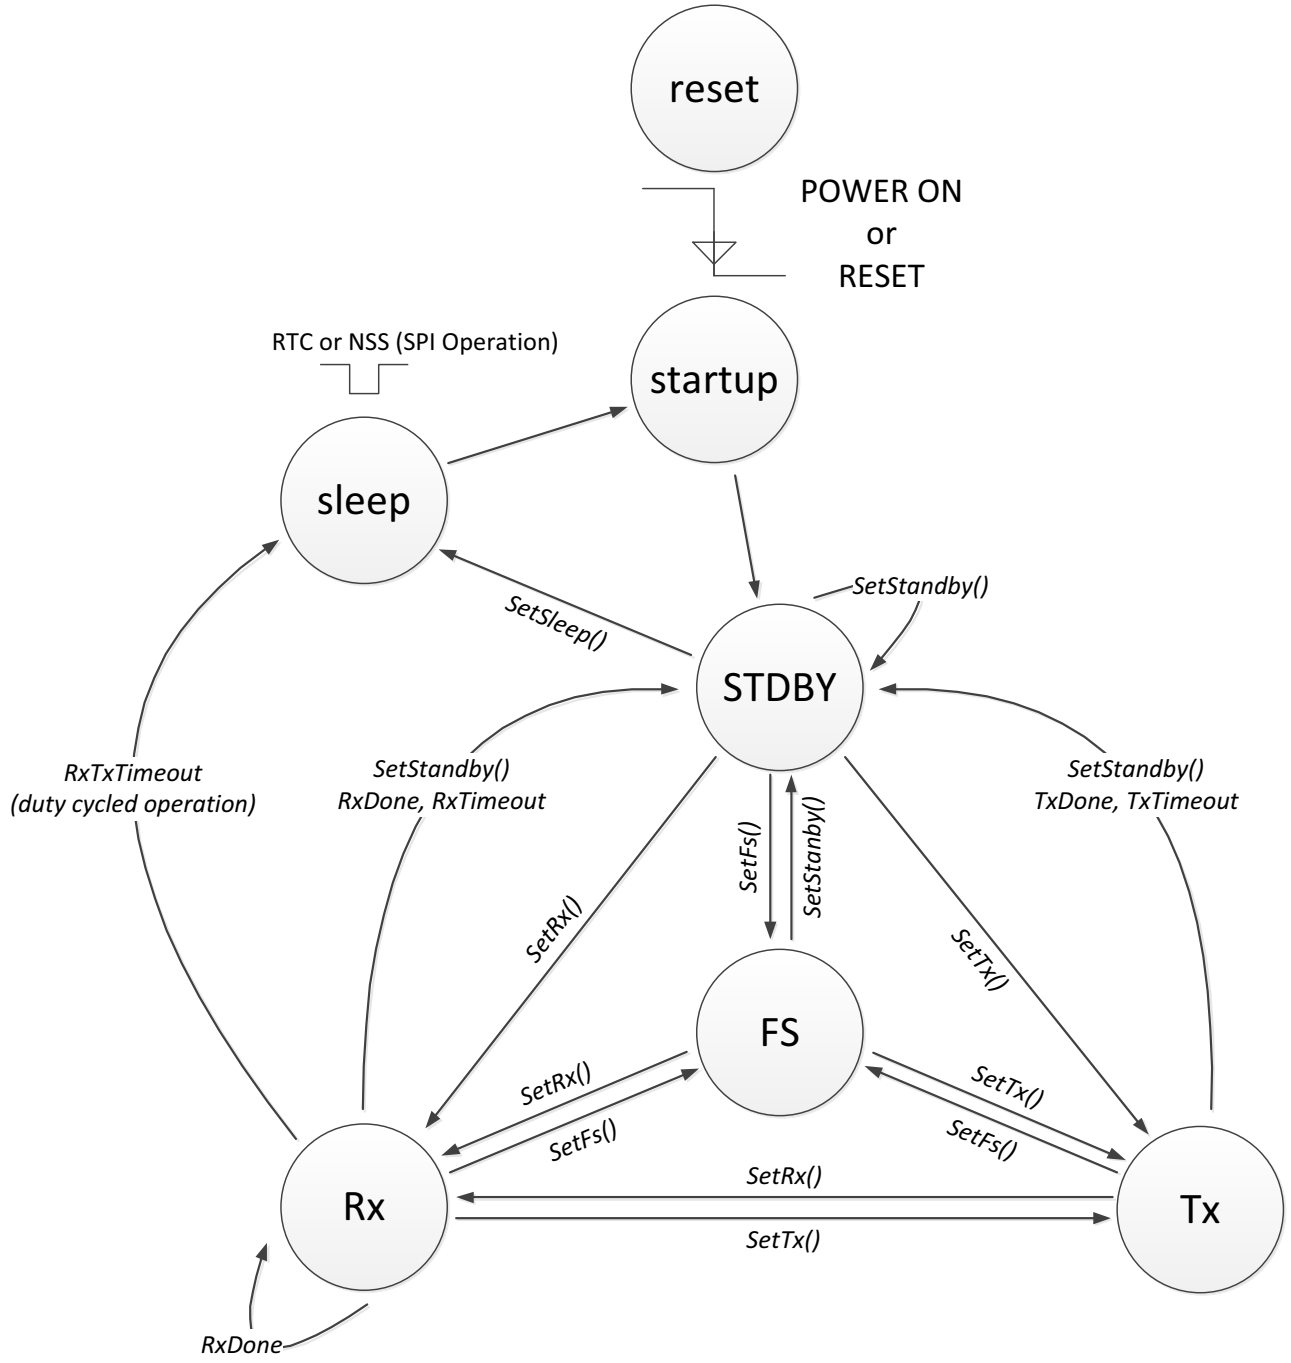 reset
POWER ON
or
RESET
RTC or NSS (SPI Operation)
startup
sleep
SetStandby()
SetSleep()
STDBY
RxTxTimeout
(duty cycled operation)
SetStandby()
RxDone, RxTimeout
SetStandby()
TxDone, TxTimeout
SetFs()
SetStanby()
SetRx()
SetTx()
FS
SetRx()
SetFs()
SetTx()
SetFs()
SetRx()
Rx
Tx
SetTx()
RxDone